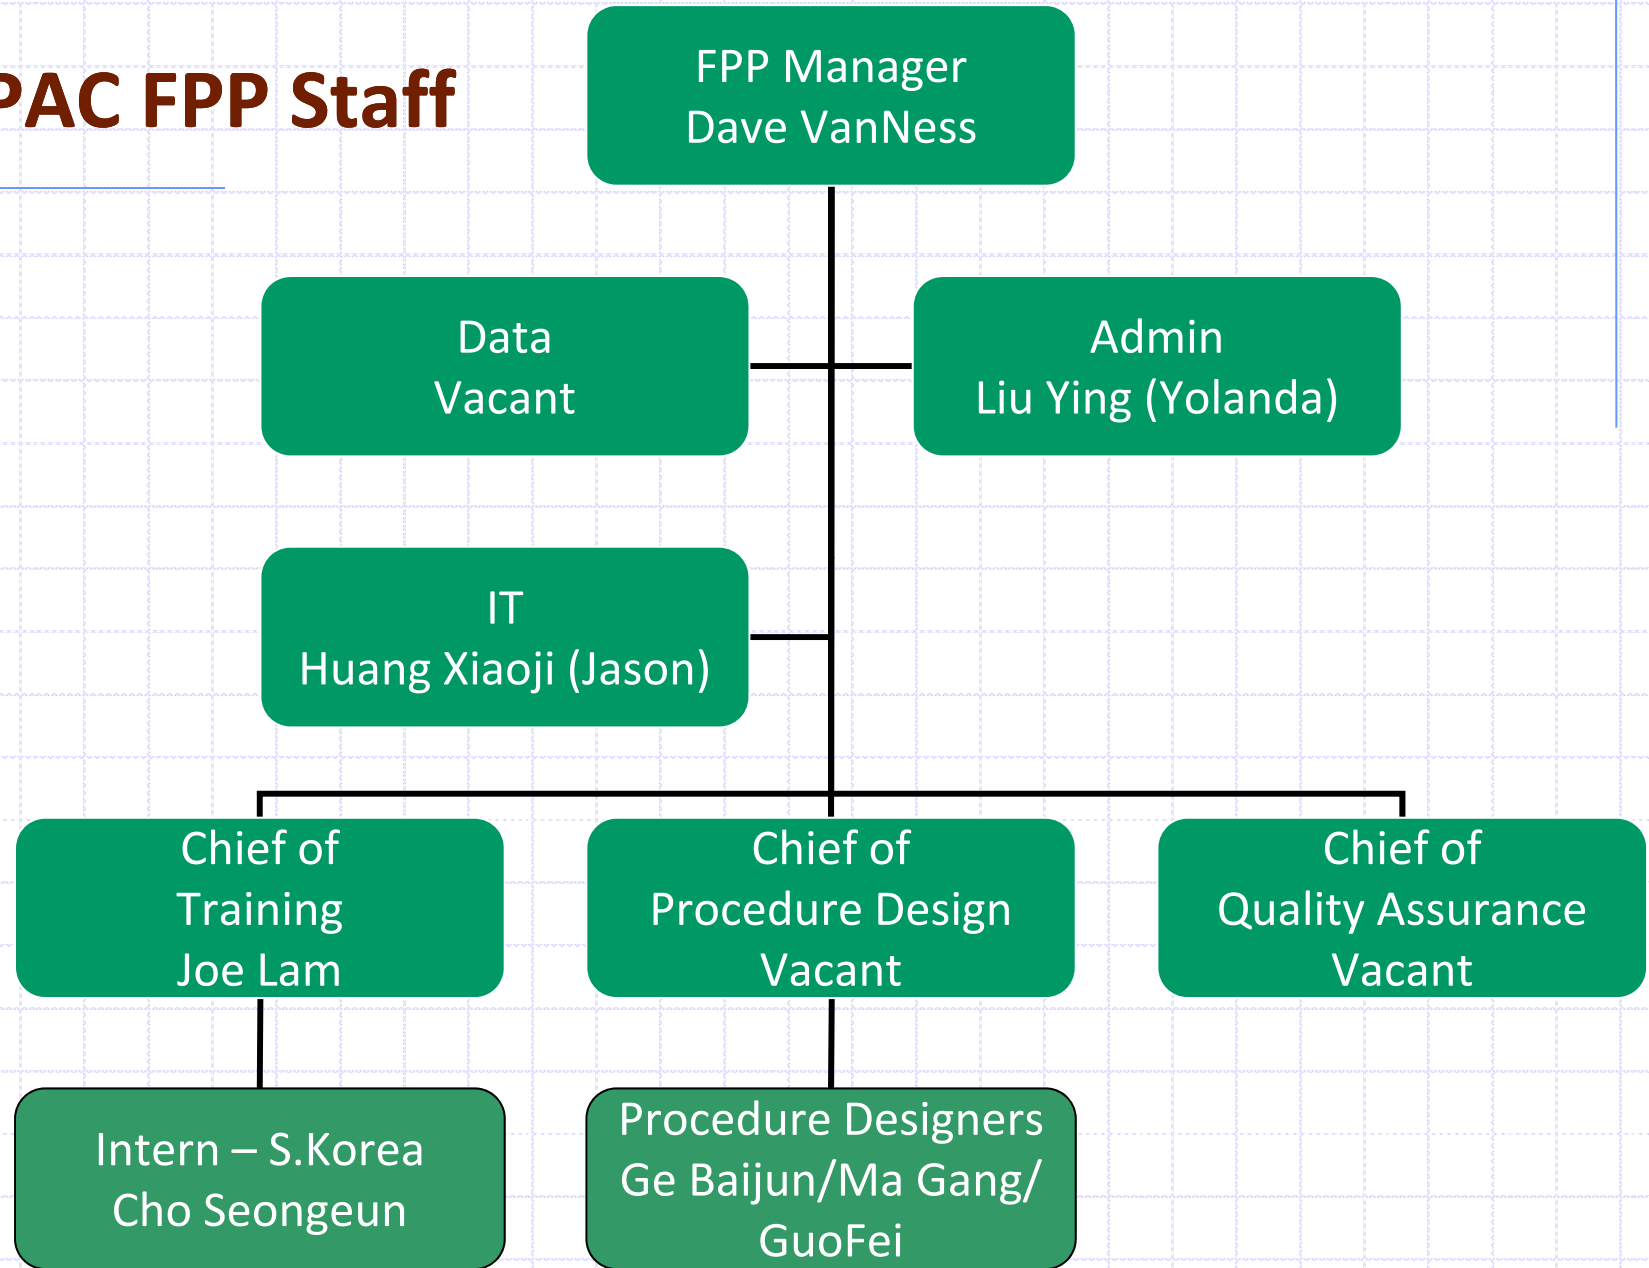 PAC FPP Staff
FPP Manager
Dave VanNess
Data
Vacant
Admin
Liu Ying (Yolanda)
IT
Huang Xiaoji (Jason)
Chief of
Training
Joe Lam
Chief of
Procedure Design
Vacant
Chief of
Quality Assurance
Vacant
Intern – S.Korea
Cho Seongeun
Procedure Designers
Ge Baijun/Ma Gang/
GuoFei